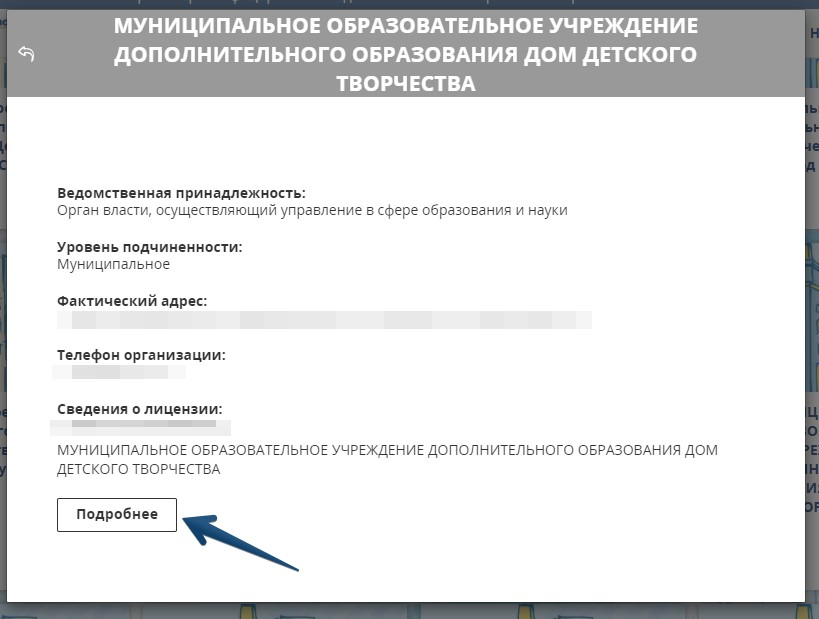 МУНИЦИПАЛЬНОЕ ОБРАЗОВАТЕЛЬНОЕ УЧРЕЖДЕНИЕ
ДОПОЛНИТЕЛЬНОГО ОБРАЗОВАНИЯ ДОМ ДЕТСКОГО
ТВОРЧЕСТВА
Ведомственная принадлежность:
Орган власти, осуществляющий управление в сфере образования и науки
Уровень подчиненности:
Муниципальное
Фактический адрес:
Телефон организации:
Сведения о лицензии:
МУНИЦИПАЛЬНОЕ ОБРАЗОВАТЕЛЬНОЕ УЧРЕЖДЕНИЕ ДОПОЛНИТЕЛЬНОГО ОБРАЗОВАНИЯ ДОМ
ДЕТСКОГО ТВОРЧЕСТВА
Подробнее